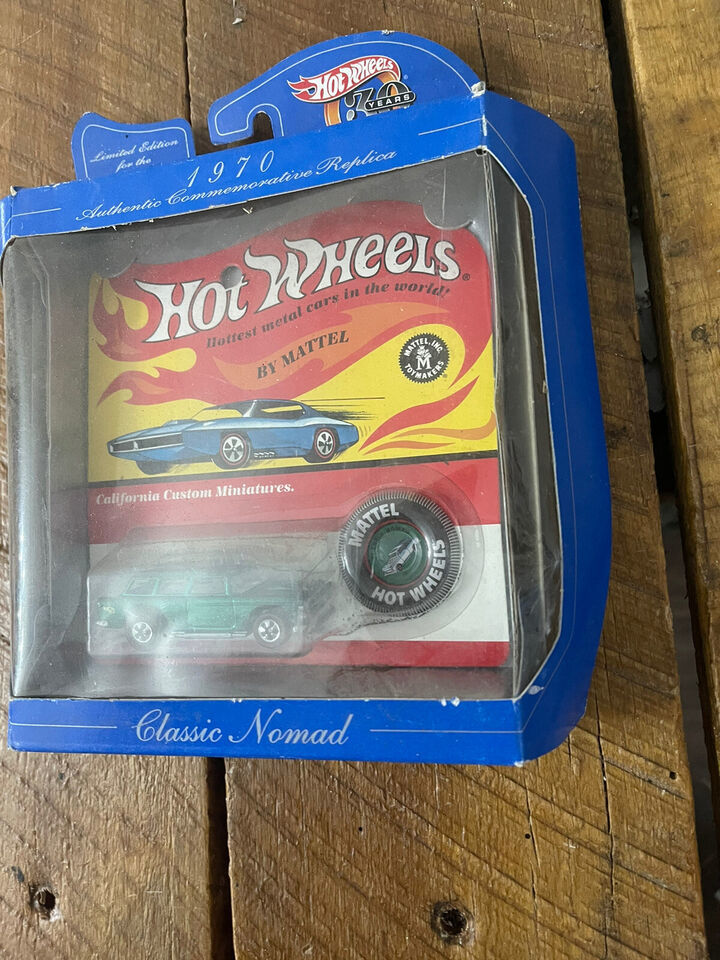 HOT WHEELS
®
30
YEARS
Limited Edition
for the
1970
Authentic Commemorative Replica
HOT WHEELS®
Hottest metal cars in the world!
BY MATTEL
MATTEL, INC.
M
TOYMAKERS
California Custom Miniatures.
MATTEL
HOT WHEELS
Classic Nomad